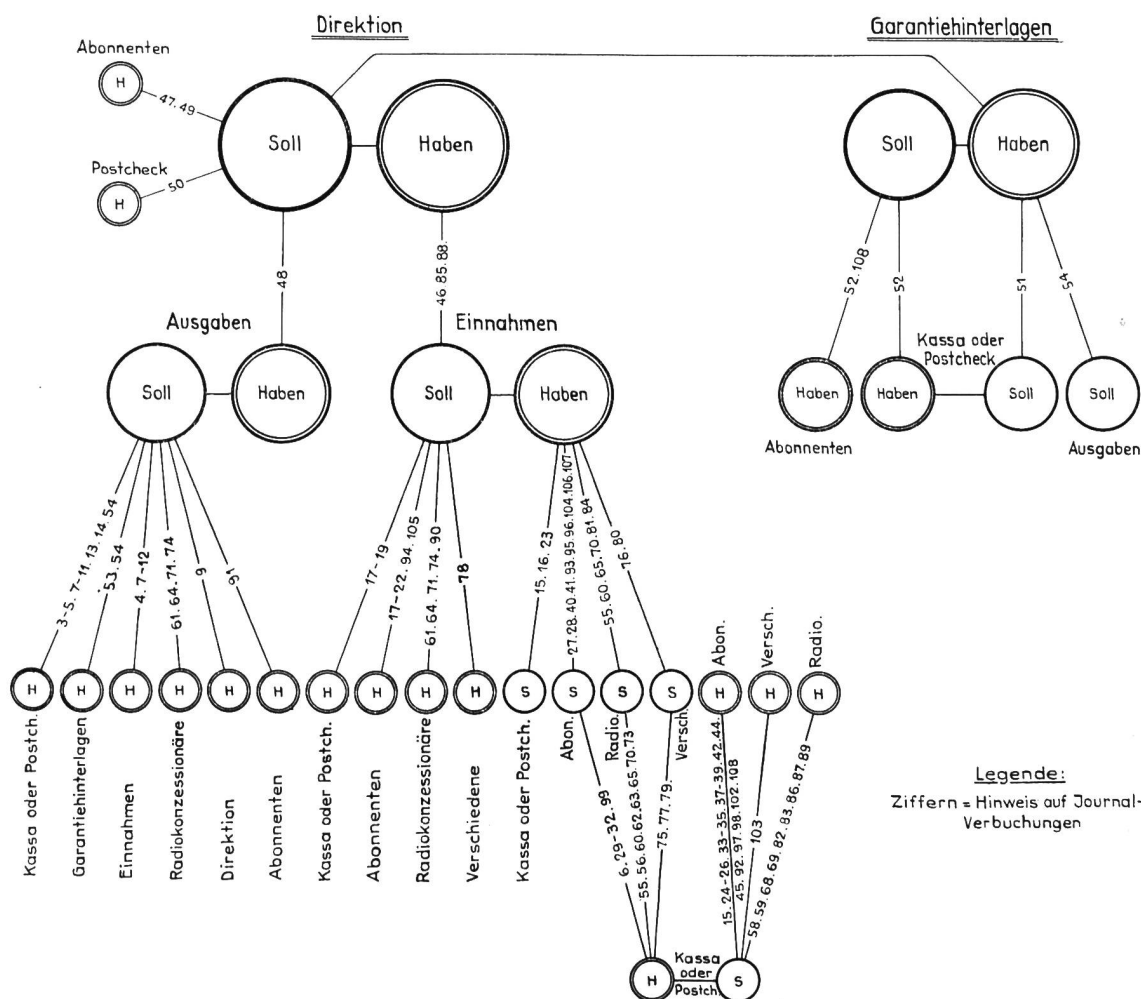 Direktion
Garantiehinterlagen
Abonnenten
H
47.49
Soll
Haben
Soll
Haben
Postcheck
H
50
48
46.85.88.
52.108
52
51
54
Ausgaben
Einnahmen
Kassa oder
Postcheck
Soll
Haben
Soll
Haben
Haben
Haben
Soll
Soll
Abonnenten
Ausgaben
3-5.7-11.13.14.54
53.54
4.7-12
61.64.71.74
9
91
17-19
17-22.94.105
61.64.71.74.90
78
15.16.23
27.28.40.41.93.95.96.104.106.107
55.60.65.70.81.84
76.80
Abon.
Versch.
Radio.
H
H
H
H
H
H
H
H
H
H
S
S
S
S
H
H
H
Kassa oder Postch.
Garantiehinterlagen
Einnahmen
Radiokonzessionäre
Direktion
Abonnenten
Kassa oder Postch.
Abonnenten
Radiokonzessionäre
Verschiedene
Kassa oder Postch.
Abon.
Radio.
Versch.
6.29-32.99
55.56.60.62.63.65.70.73
75.77.79.
15.24-26.33-35.37-39.42.44.
45.92.97.98.102.108
103
58.59.68.69.82.93.86.87.89
Legende:
Ziffern = Hinweis auf Journal-
Verbuchungen
H
Kassa
oder
Postch.
S